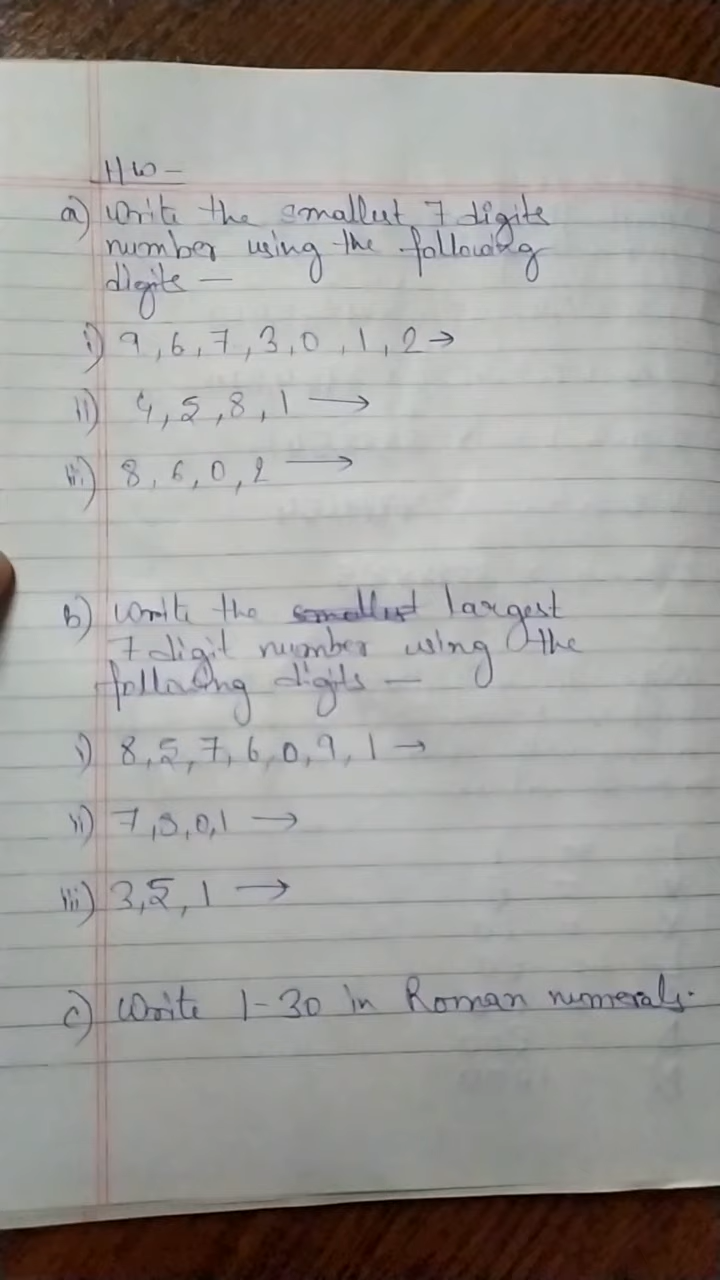 HW-
a) Write the smallest 7 digits
number using the following
digits —
i) 9, 6, 7, 3, 0, 1, 2 →
ii) 4, 5, 8, 1 →
iii) 8, 6, 0, 2 →
b) Write the smallest largest
7 digit number using the
following digits —
i) 8, 5, 7, 6, 0, 9, 1 →
ii) 7, 3, 0, 1 →
iii) 3, 5, 1 →
c) Write 1-30 in Roman numerals.